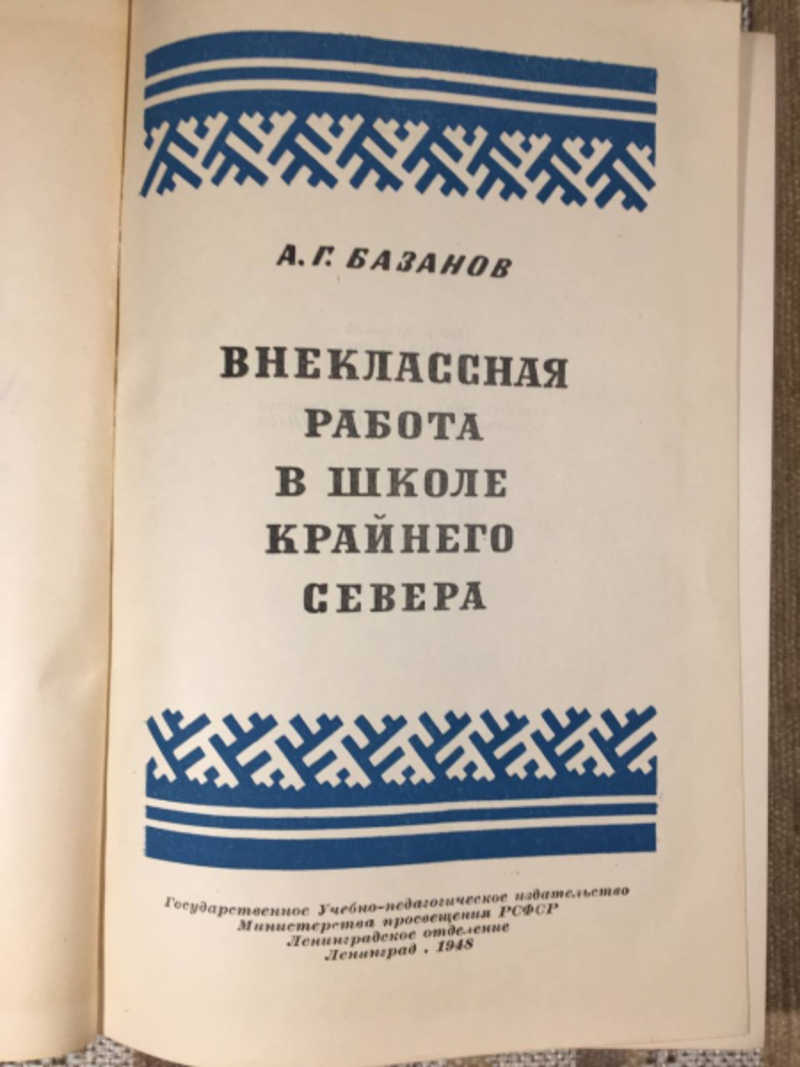 А. Г. БАЗАНОВ
ВНЕКЛАССНАЯ
РАБОТА
В ШКОЛЕ
КРАЙНЕГО
СЕВЕРА
Государственное Учебно-педагогическое издательство
Министерства просвещения РСФСР
Ленинградское отделение
Ленинград . 1948